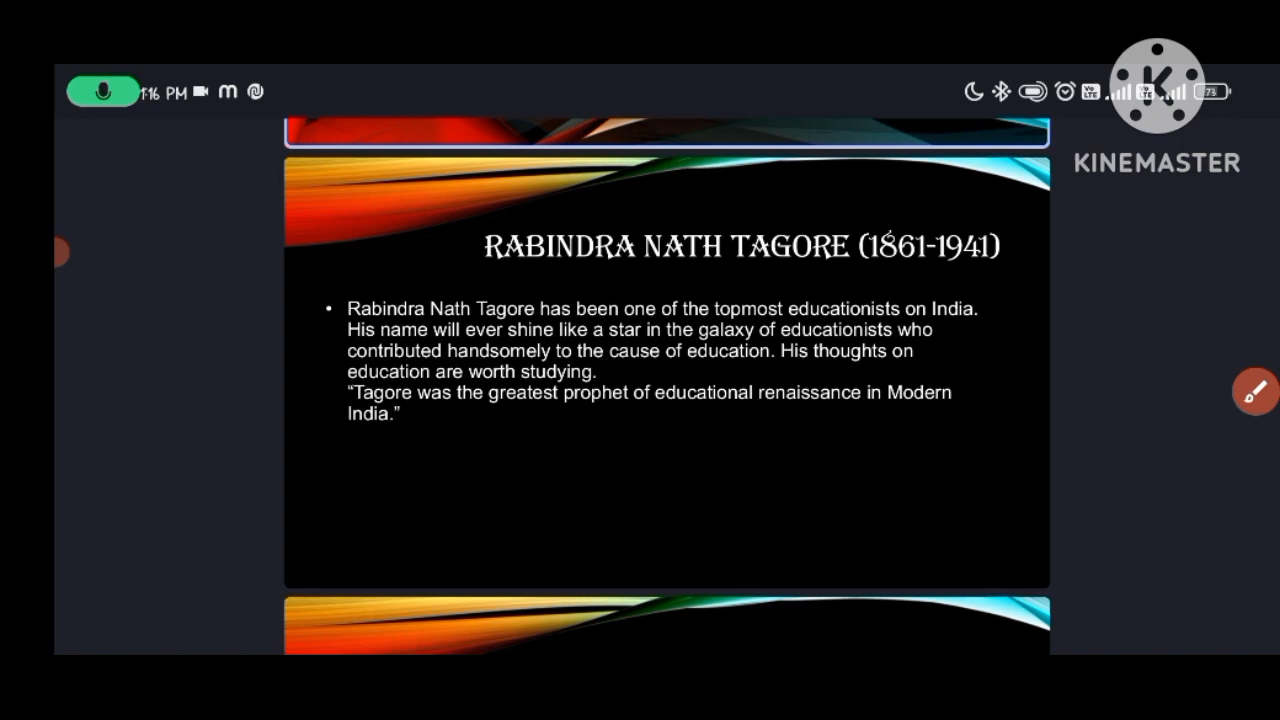 1:16 PM
KINEMASTER
RABINDRA NATH TAGORE (1861-1941)
• Rabindra Nath Tagore has been one of the topmost educationists on India.
His name will ever shine like a star in the galaxy of educationists who
contributed handsomely to the cause of education. His thoughts on
education are worth studying.
“Tagore was the greatest prophet of educational renaissance in Modern
India.”